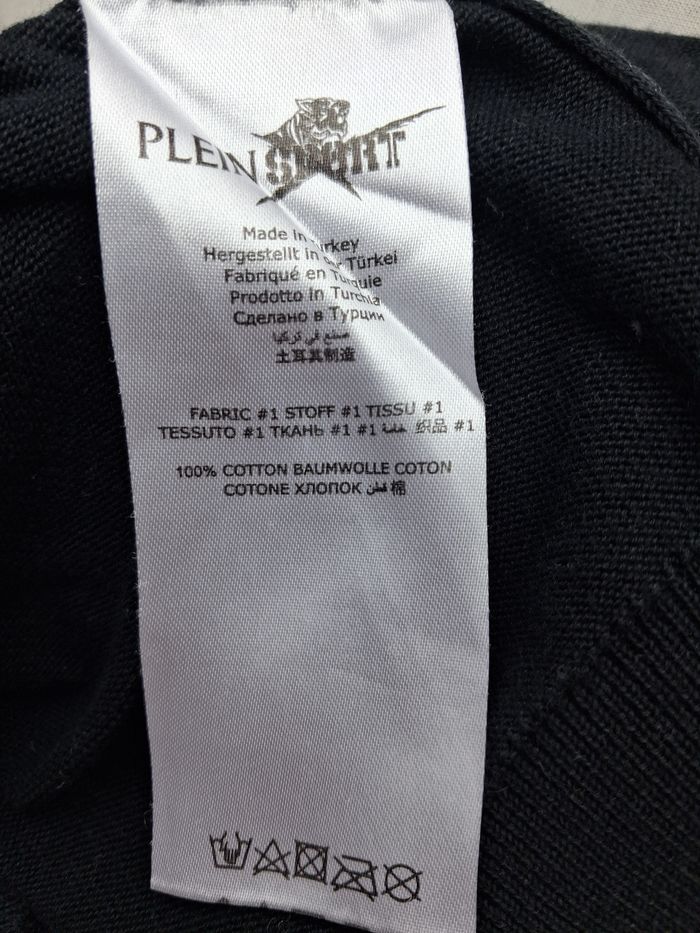 PLEIN SPORT
Made in Turkey
Hergestellt in der Türkei
Fabriqué en Turquie
Prodotto in Turchia
Сделано в Турции
صنع في تركيا
土耳其制造
FABRIC #1 STOFF #1 TISSU #1
TESSUTO #1 ТКАНЬ #1 #1 خامة 织品 #1
100% COTTON BAUMWOLLE COTON
COTONE ХЛОПОК قطن 棉